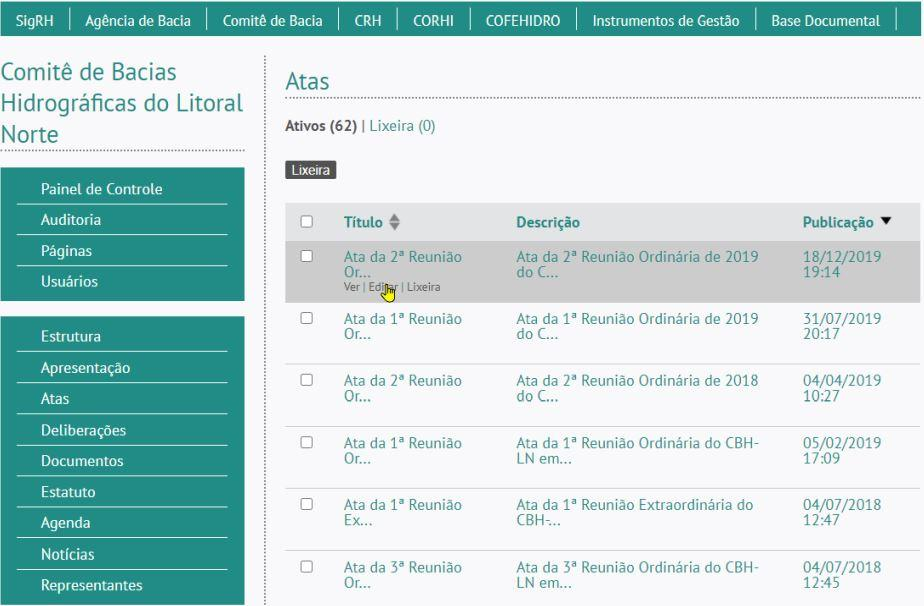 SigRH | Agência de Bacia | Comitê de Bacia | CRH | CORHI | COFEHIDRO | Instrumentos de Gestão | Base Documental
Comitê de Bacias
Hidrográficas do Litoral
Norte
Painel de Controle
Auditoria
Páginas
Usuários
Estrutura
Apresentação
Atas
Deliberações
Documentos
Estatuto
Agenda
Notícias
Representantes
Atas
Ativos (62) | Lixeira (0)
Lixeira
Título Descrição Publicação
Ata da 2ª Reunião Ata da 2ª Reunião Ordinária de 2019 18/12/2019
Or... do C... 19:14
Ver | Editar | Lixeira
Ata da 1ª Reunião Ata da 1ª Reunião Ordinária de 2019 31/07/2019
Or... do C... 20:17
Ata da 2ª Reunião Ata da 2ª Reunião Ordinária de 2018 04/04/2019
Or... do C... 10:27
Ata da 1ª Reunião Ata da 1ª Reunião Ordinária do CBH- 05/02/2019
Or... LN em... 17:09
Ata da 1ª Reunião Ata da 1ª Reunião Extraordinária do 04/07/2018
Ex... CBH-... 12:47
Ata da 3ª Reunião Ata da 3ª Reunião Ordinária do CBH- 04/07/2018
Or... LN em... 12:45